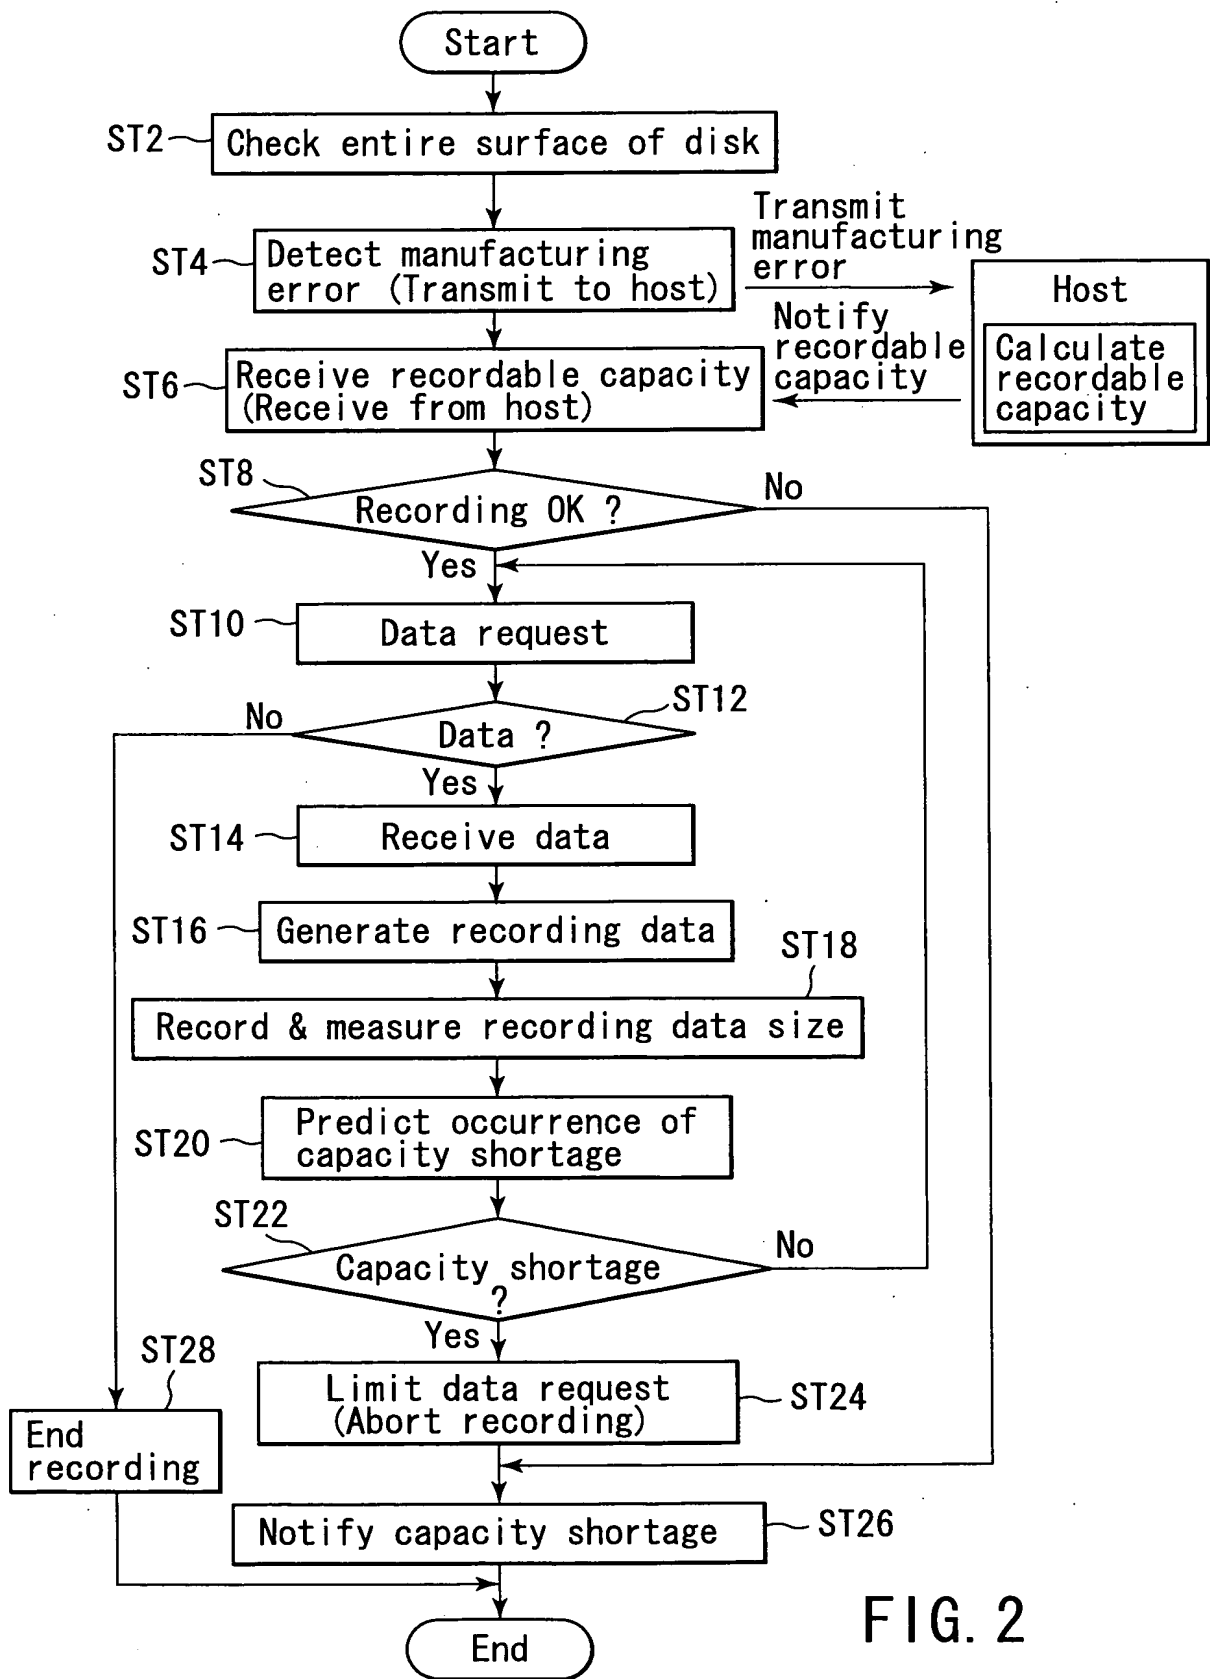 Start
ST2
Check entire surface of disk
ST4
Detect manufacturing
error (Transmit to host)
Transmit
manufacturing
error
Host
Calculate
recordable
capacity
Notify
recordable
capacity
ST6
Receive recordable capacity
(Receive from host)
ST8
Recording OK ?
No
Yes
ST10
Data request
ST12
No
Data ?
Yes
ST14
Receive data
ST16
Generate recording data
ST18
Record & measure recording data size
ST20
Predict occurrence of
capacity shortage
ST22
Capacity shortage
?
No
Yes
ST28
End
recording
Limit data request
(Abort recording)
ST24
Notify capacity shortage
ST26
End
FIG. 2